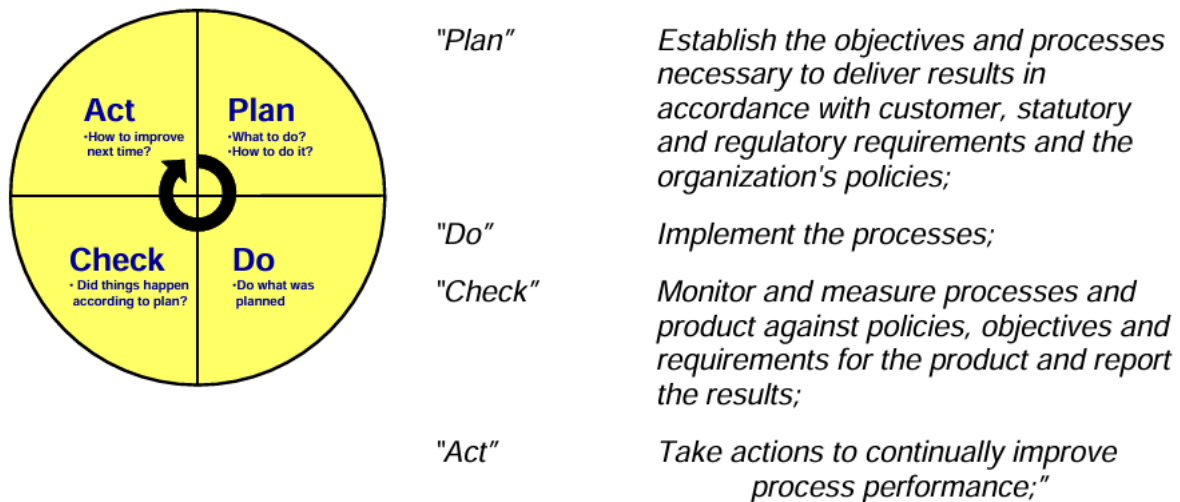 Act
•How to improve
next time?
Plan
•What to do?
•How to do it?
Check
• Did things happen
according to plan?
Do
•Do what was
planned
"Plan” Establish the objectives and processes
necessary to deliver results in
accordance with customer, statutory
and regulatory requirements and the
organization's policies;
"Do” Implement the processes;
"Check” Monitor and measure processes and
product against policies, objectives and
requirements for the product and report
the results;
"Act” Take actions to continually improve
process performance;”